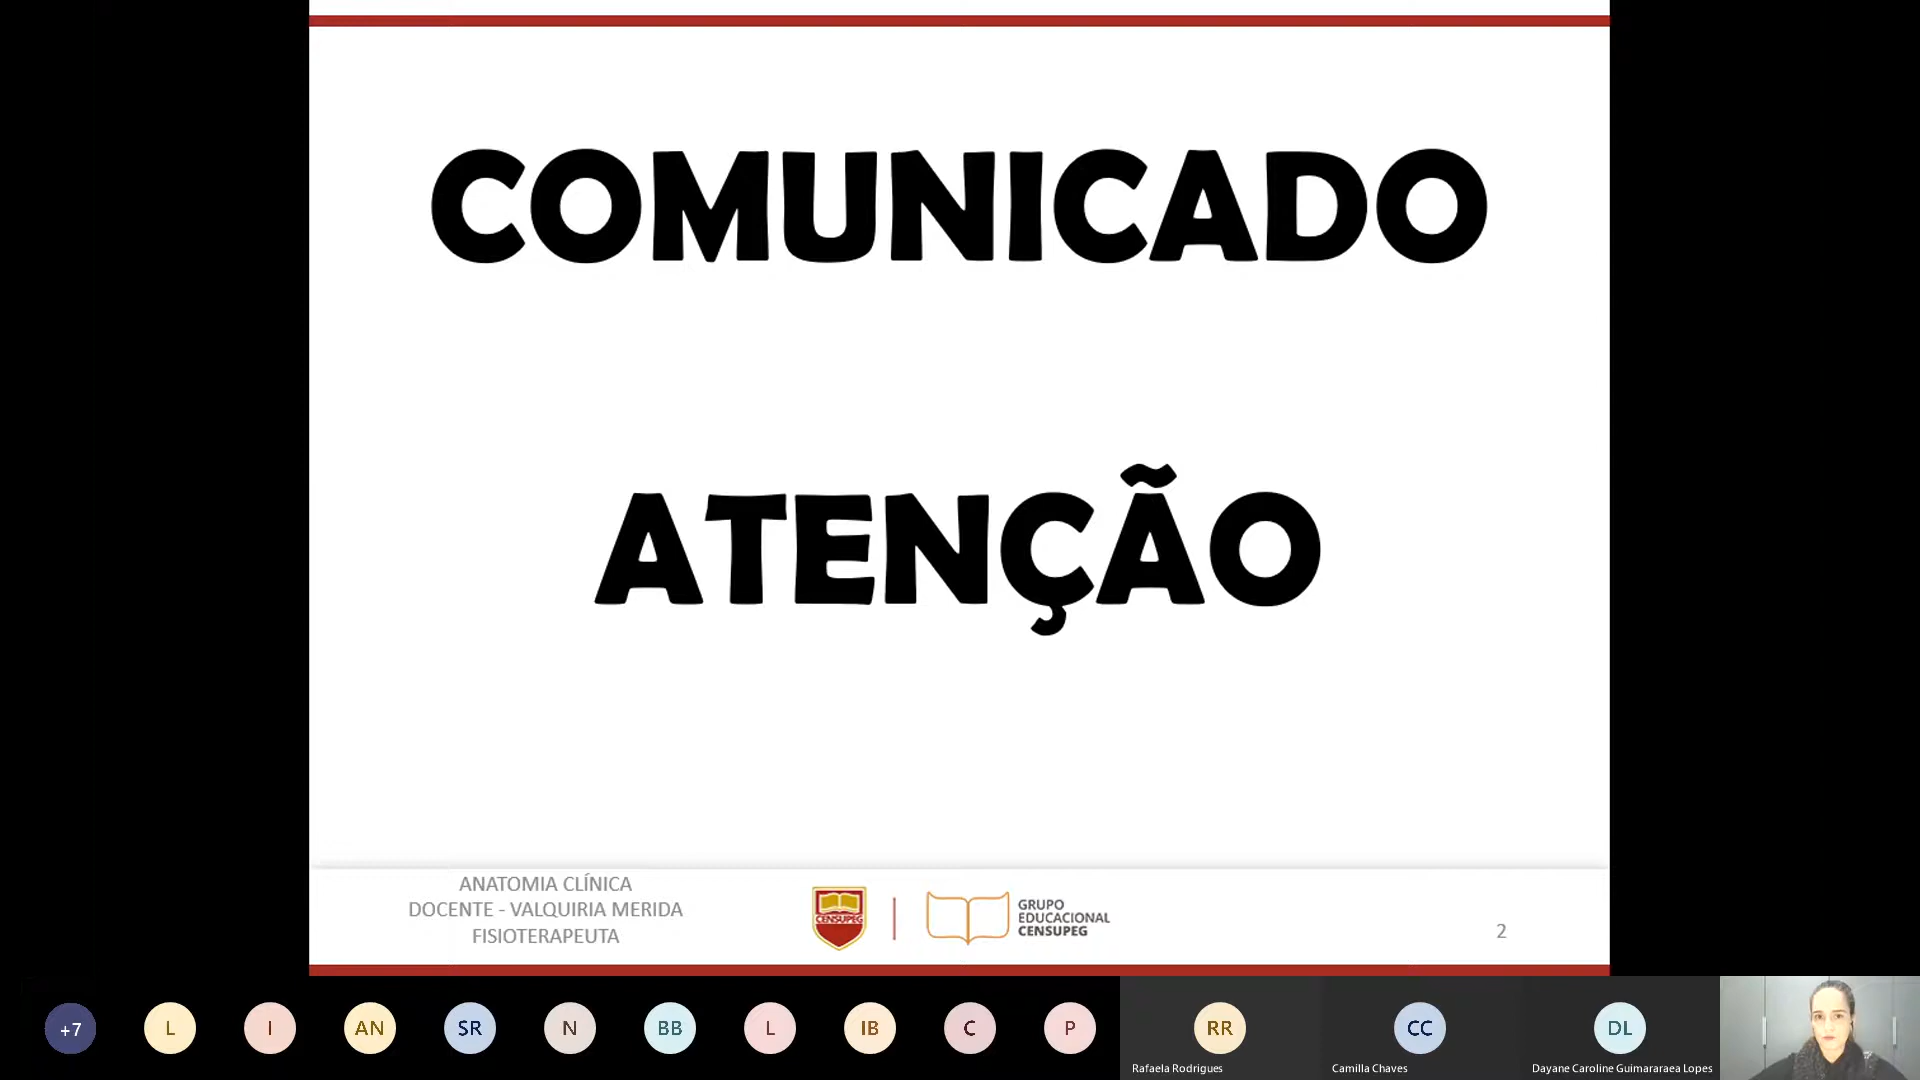 COMUNICADO
ATENÇÃO
ANATOMIA CLÍNICA
DOCENTE - VALQUIRIA MERIDA
FISIOTERAPEUTA
CENSUPEG
GRUPO
EDUCACIONAL
CENSUPEG
2
+7
L
I
AN
SR
N
BB
L
IB
C
P
RR
CC
DL
Rafaela Rodrigues
Camilla Chaves
Dayane Caroline Guimararaea Lopes